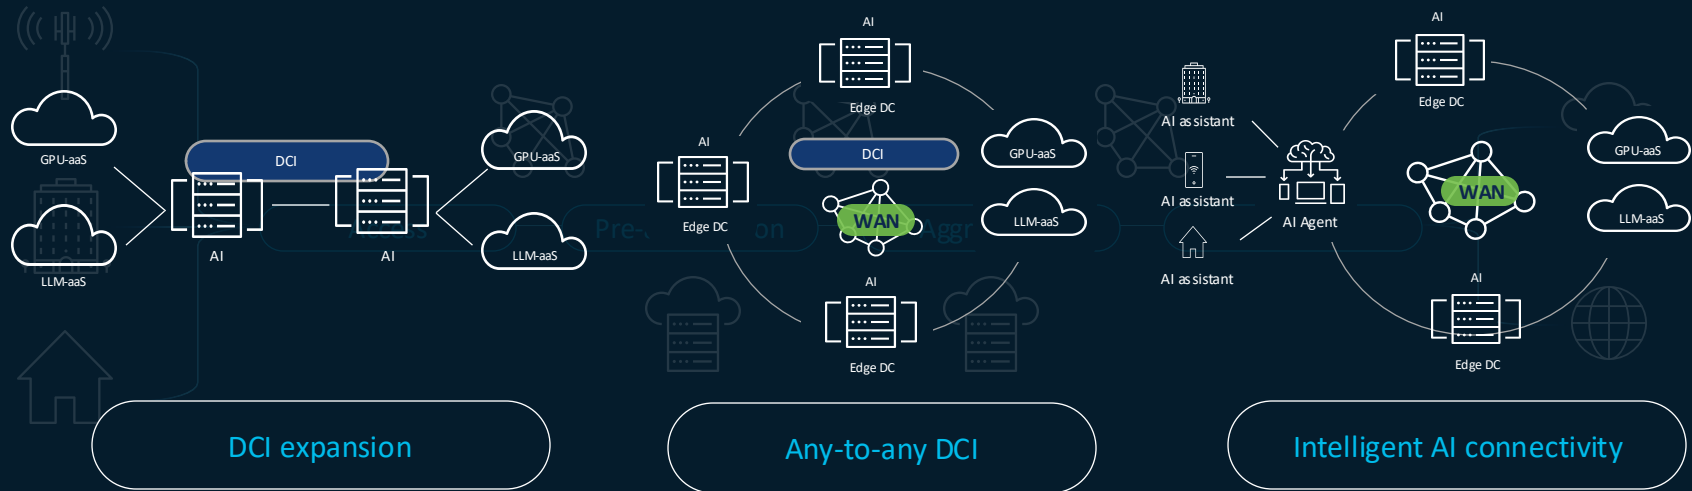 GPU-aaS
LLM-aaS
DCI
AI
AI
GPU-aaS
LLM-aaS
DCI expansion
AI
Edge DC
AI
Edge DC
DCI
WAN
GPU-aaS
LLM-aaS
AI
Edge DC
Any-to-any DCI
AI assistant
AI assistant
AI assistant
AI Agent
AI
Edge DC
WAN
GPU-aaS
LLM-aaS
AI
Edge DC
Intelligent AI connectivity